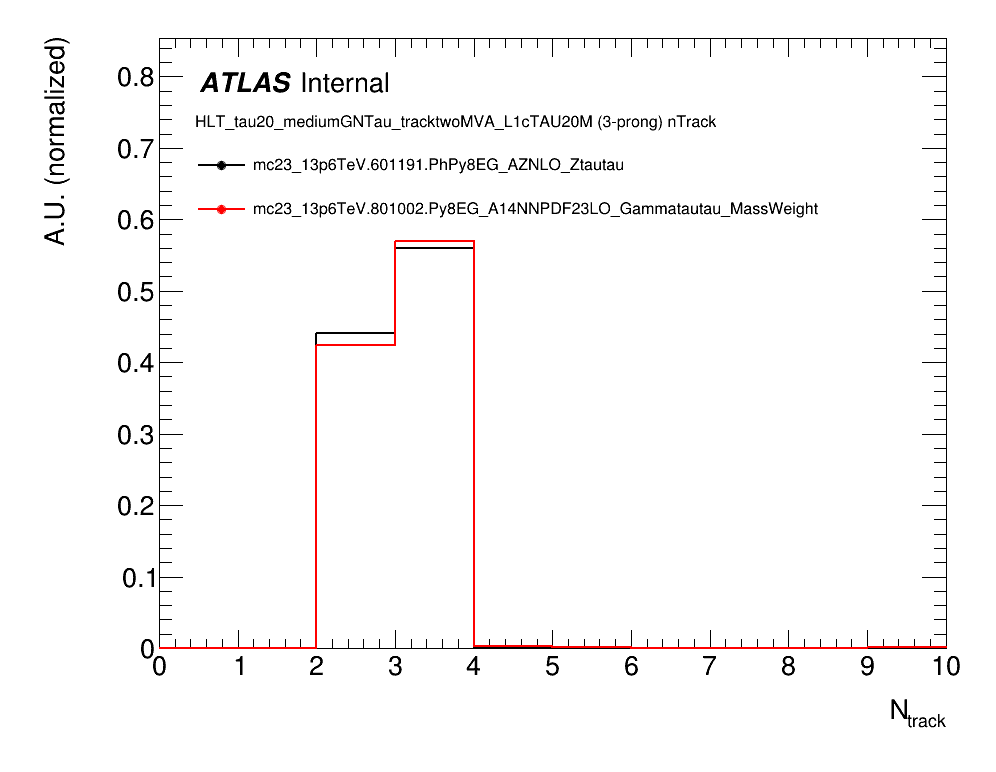 A.U. (normalized)
ATLAS Internal
HLT_tau20_mediumGNTau_tracktwoMVA_L1cTAU20M (3-prong) nTrack
mc23_13p6TeV.601191.PhPy8EG_AZNLO_Ztautau
mc23_13p6TeV.801002.Py8EG_A14NNPDF23LO_Gammatautau_MassWeight
0.8
0.7
0.6
0.5
0.4
0.3
0.2
0.1
0
0 1 2 3 4 5 6 7 8 9 10
N_track